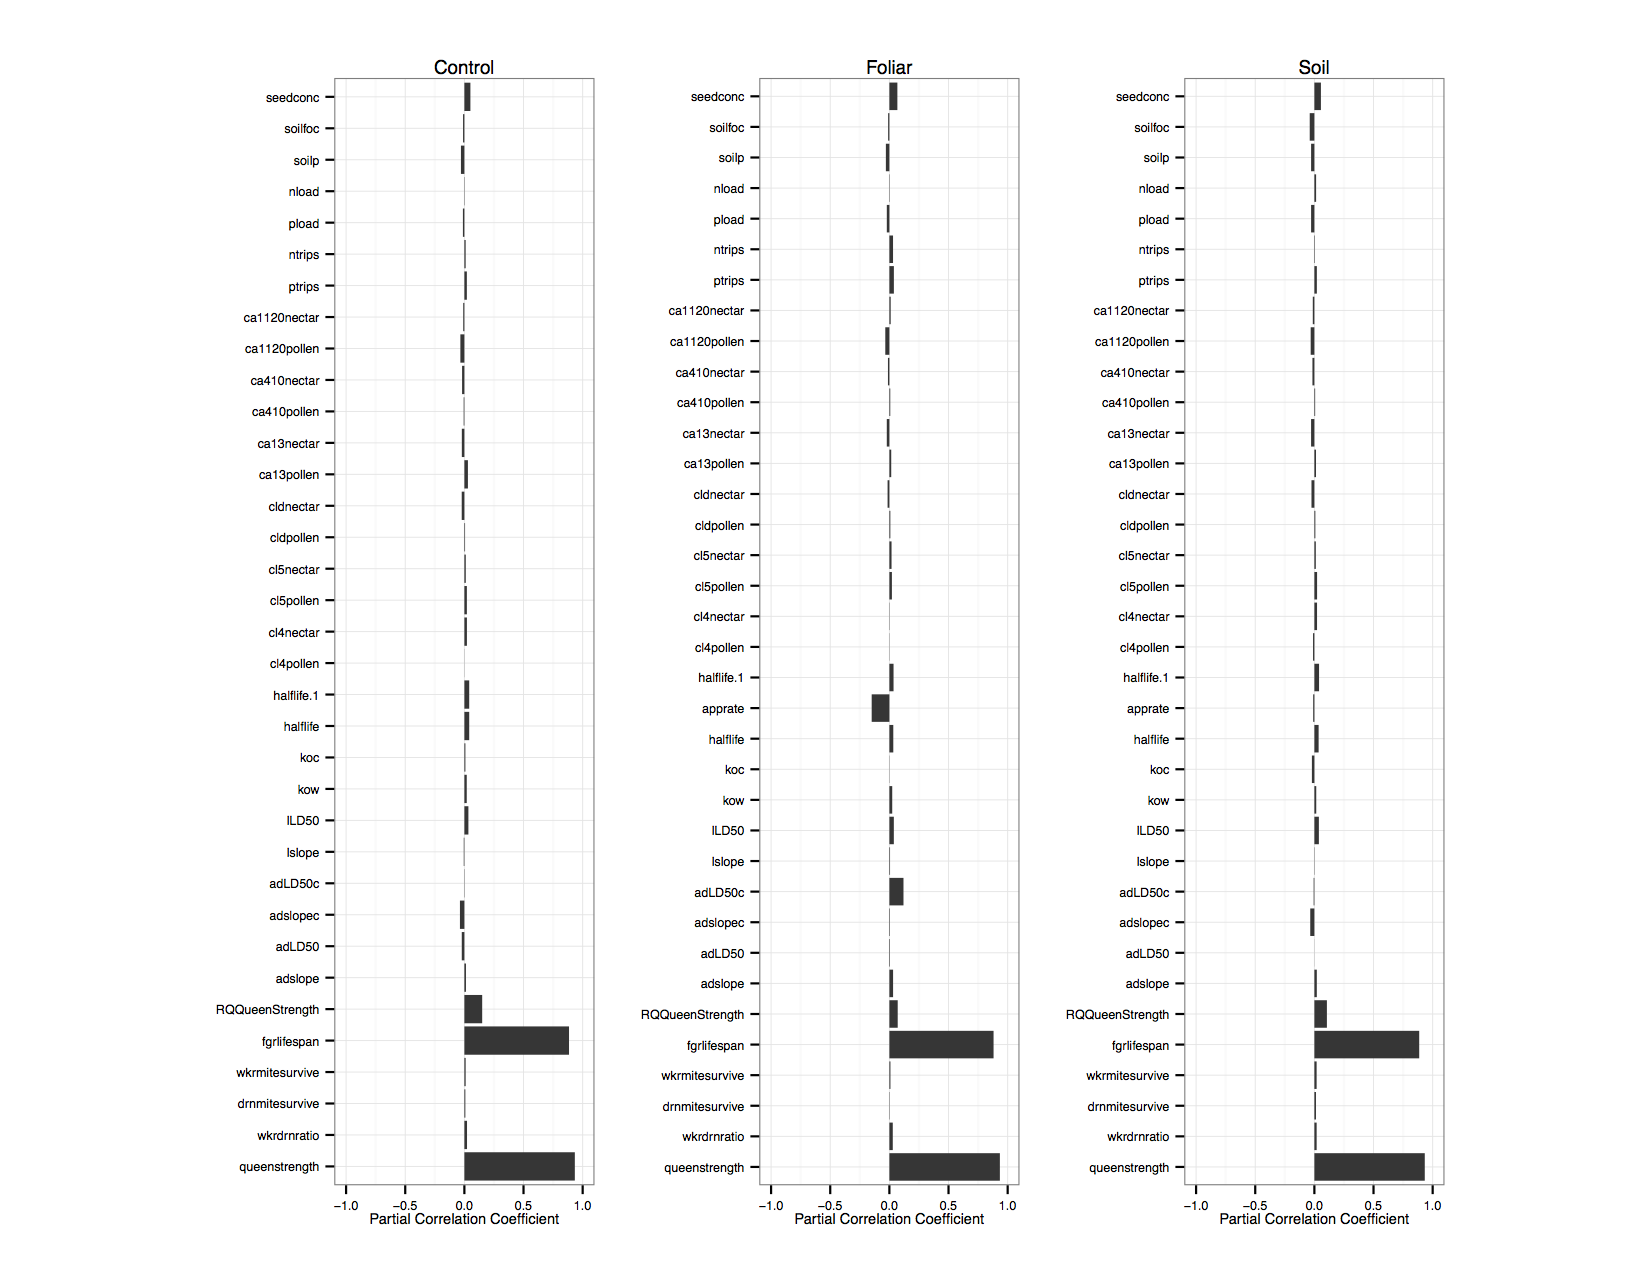 Control
seedconc
soilfoc
soilp
nload
pload
ntrips
ptrips
ca1120nectar
ca1120pollen
ca410nectar
ca410pollen
ca13nectar
ca13pollen
cldnectar
cldpollen
cl5nectar
cl5pollen
cl4nectar
cl4pollen
halflife.1
halflife
koc
kow
lLD50
lslope
adLD50c
adslopec
adLD50
adslope
RQQueenStrength
fgrlifespan
wkrmitesurvive
drnmitesurvive
wkrdrnratio
queenstrength
−1.0 −0.5 0.0 0.5 1.0
Partial Correlation Coefficient
Foliar
seedconc
soilfoc
soilp
nload
pload
ntrips
ptrips
ca1120nectar
ca1120pollen
ca410nectar
ca410pollen
ca13nectar
ca13pollen
cldnectar
cldpollen
cl5nectar
cl5pollen
cl4nectar
cl4pollen
halflife.1
apprate
halflife
koc
kow
lLD50
lslope
adLD50c
adslopec
adLD50
adslope
RQQueenStrength
fgrlifespan
wkrmitesurvive
drnmitesurvive
wkrdrnratio
queenstrength
−1.0 −0.5 0.0 0.5 1.0
Partial Correlation Coefficient
Soil
seedconc
soilfoc
soilp
nload
pload
ntrips
ptrips
ca1120nectar
ca1120pollen
ca410nectar
ca410pollen
ca13nectar
ca13pollen
cldnectar
cldpollen
cl5nectar
cl5pollen
cl4nectar
cl4pollen
halflife.1
apprate
halflife
koc
kow
lLD50
lslope
adLD50c
adslopec
adLD50
adslope
RQQueenStrength
fgrlifespan
wkrmitesurvive
drnmitesurvive
wkrdrnratio
queenstrength
−1.0 −0.5 0.0 0.5 1.0
Partial Correlation Coefficient